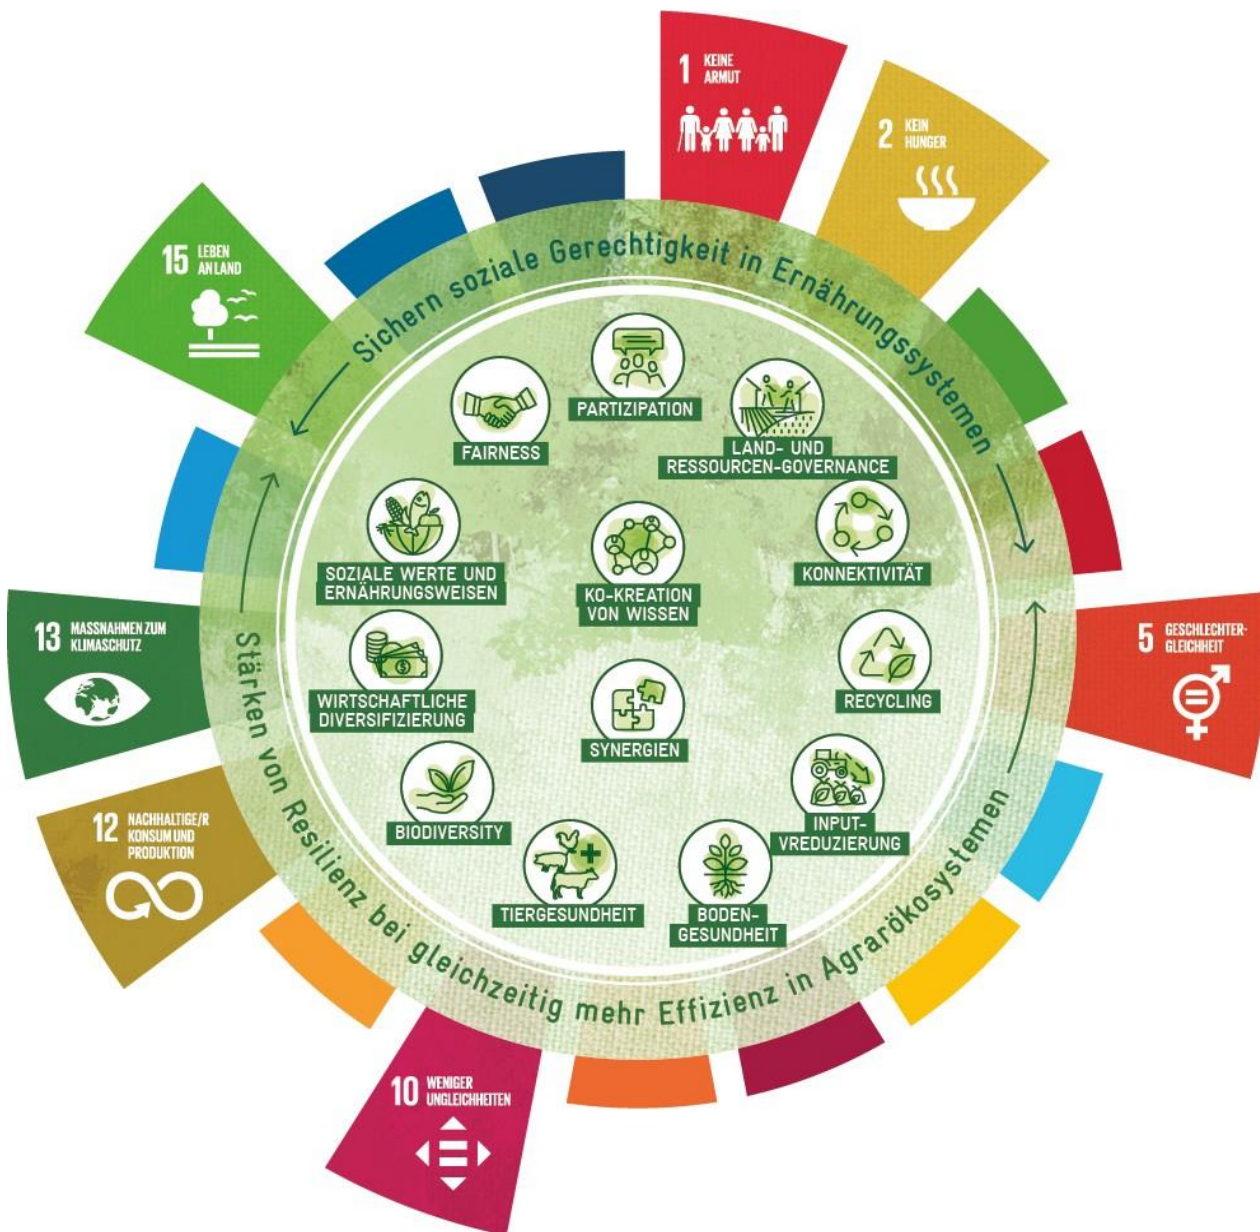 1 KEINE
ARMUT
2 KEIN
HUNGER
15 LEBEN
AN LAND
Sichern soziale Gerechtigkeit in Ernährungssystemen
PARTIZIPATION
FAIRNESS
LAND- UND
RESSOURCEN-GOVERNANCE
SOZIALE WERTE UND
ERNÄHRUNGSWEISEN
KO-KREATION
VON WISSEN
KONNEKTIVITÄT
13 MASSNAHMEN ZUM
KLIMASCHUTZ
5 GESCHLECHTER-
GLEICHHEIT
WIRTSCHAFTLICHE
DIVERSIFIZIERUNG
$
SYNERGIEN
RECYCLING
12 NACHHALTIGE/R
KONSUM UND
PRODUKTION
BIODIVERSITY
INPUT-
VREDUZIERUNG
TIERGESUNDHEIT
BODEN-
GESUNDHEIT
Stärken von Resilienz bei gleichzeitig mehr Effizienz in Agrarökosystemen
10 WENIGER
UNGLEICHHEITEN